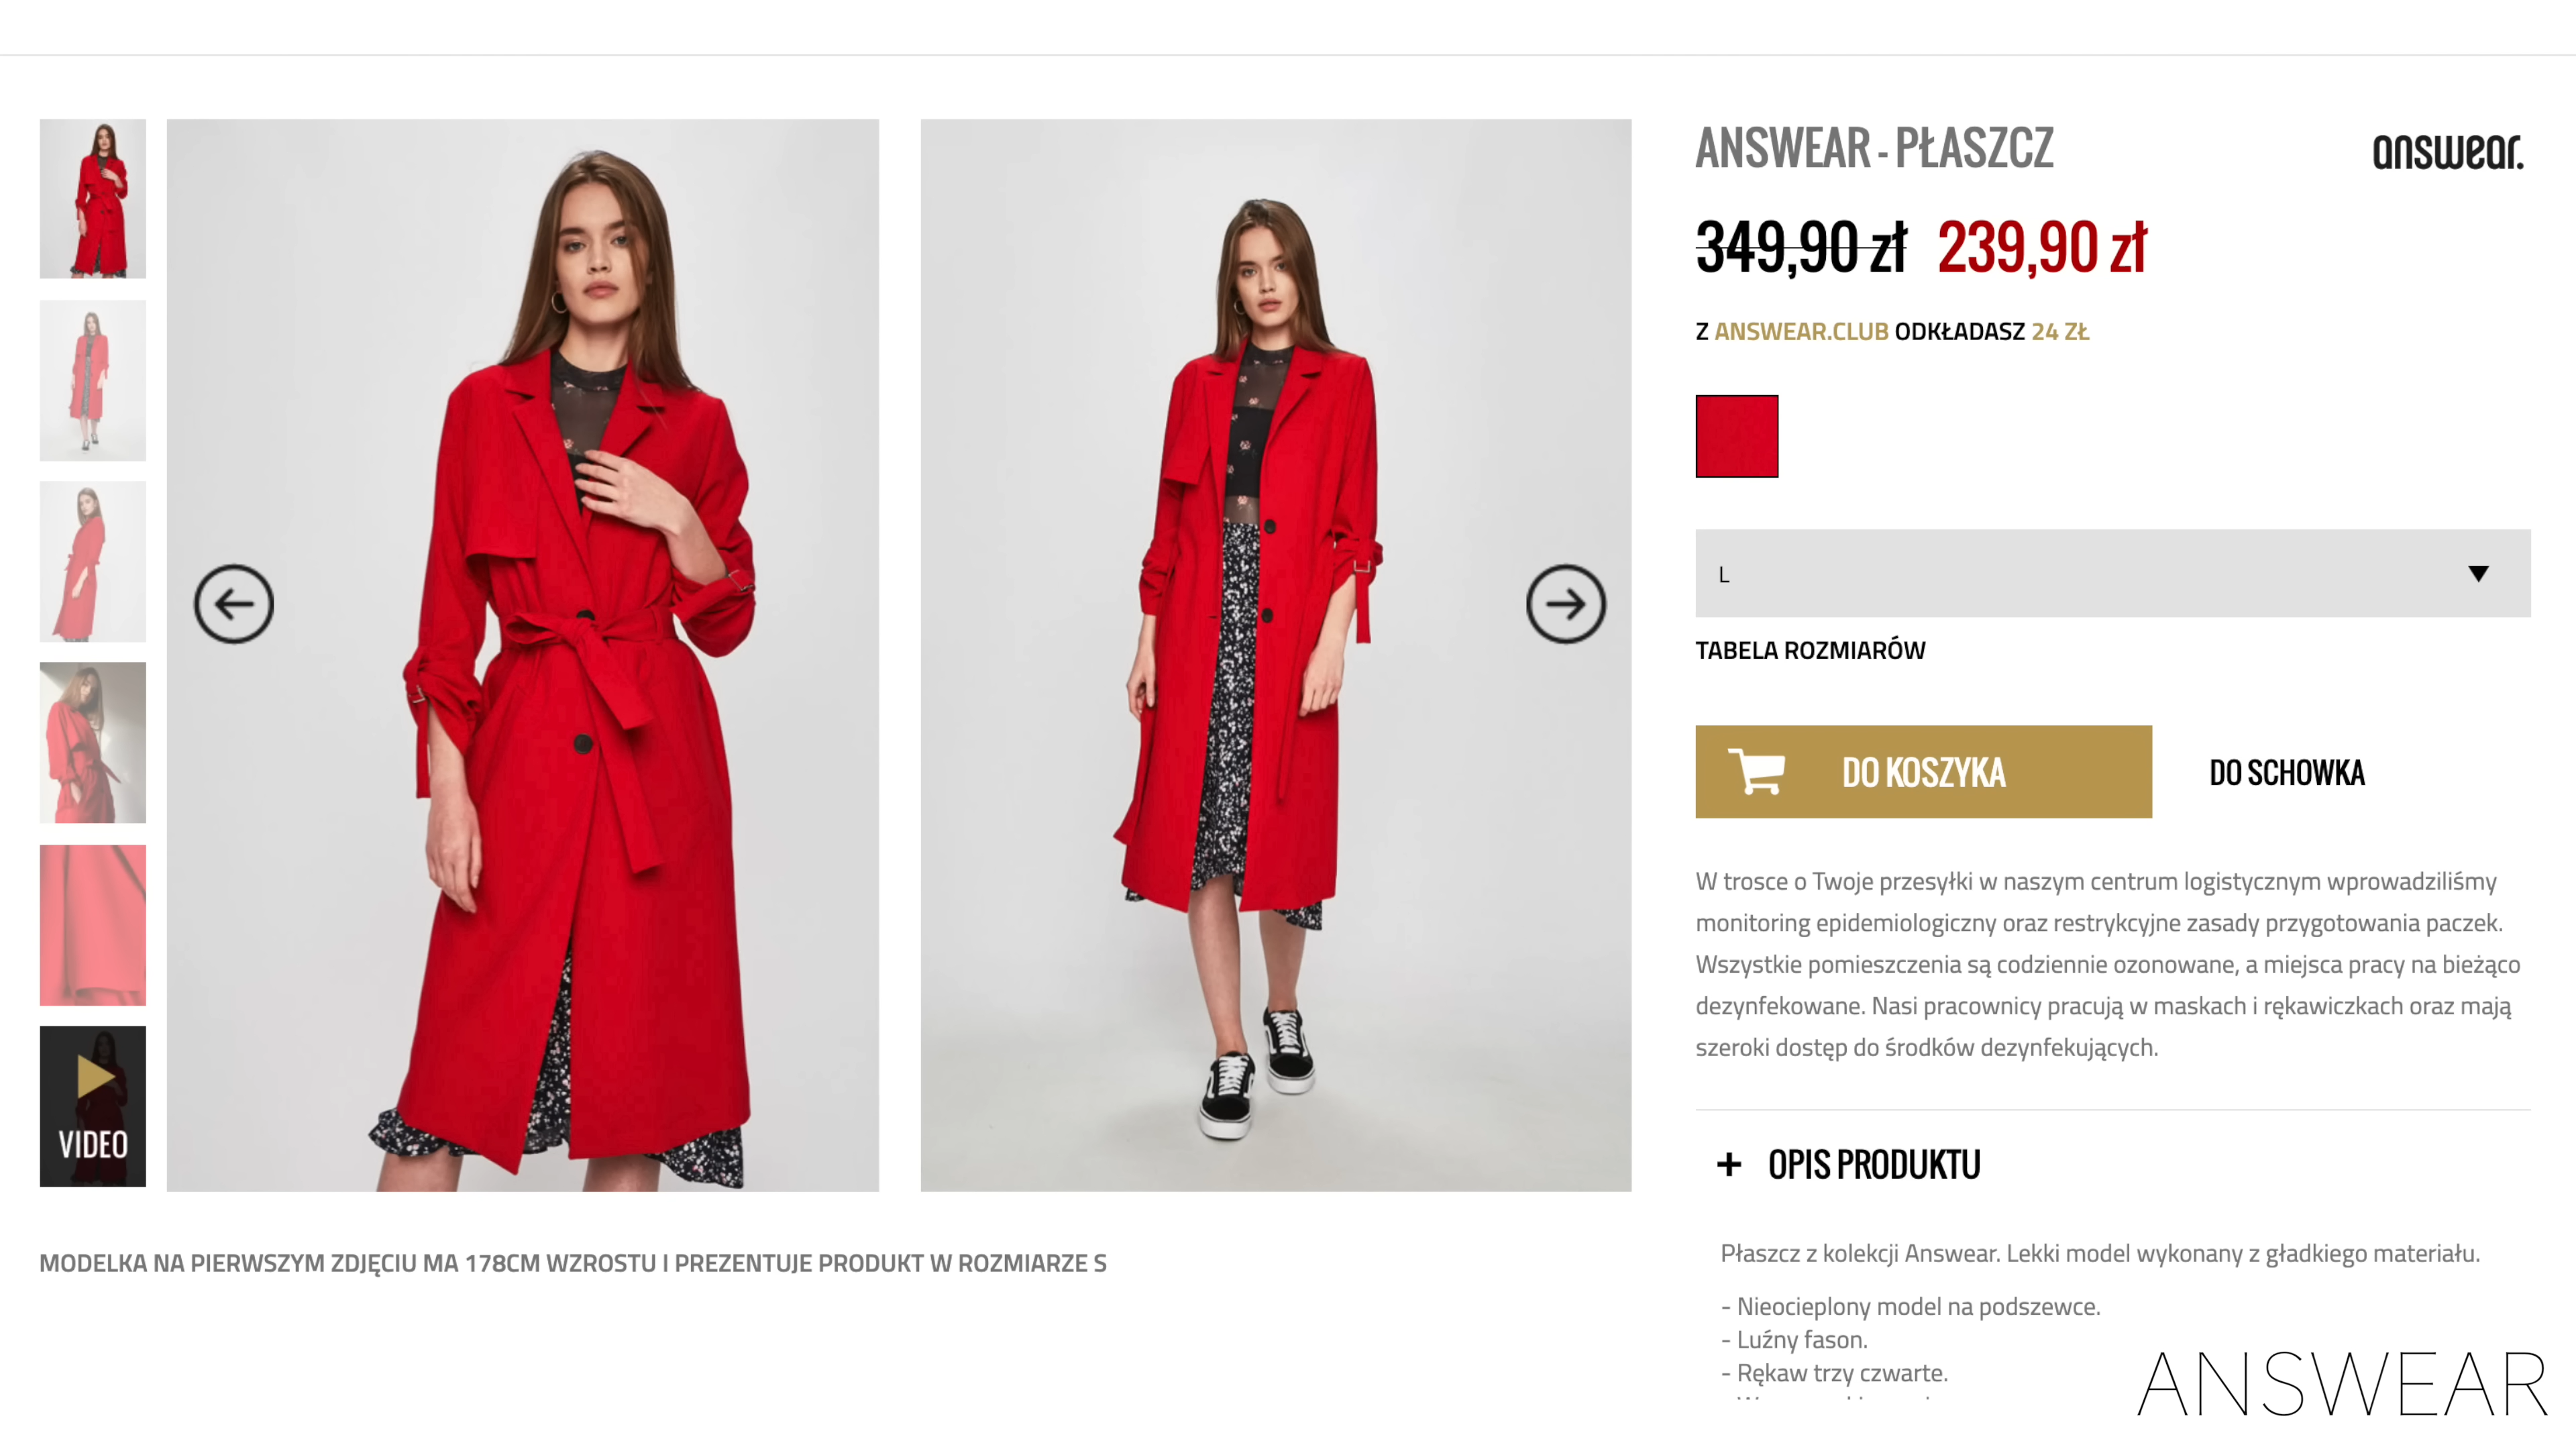 ANSWEAR - PŁASZCZ
answear.
349,90 zł 239,90 zł
Z ANSWEAR.CLUB ODKŁADASZ 24 ZŁ
L
TABELA ROZMIARÓW
DO KOSZYKA
DO SCHOWKA
W trosce o Twoje przesyłki w naszym centrum logistycznym wprowadziliśmy
monitoring epidemiologiczny oraz restrykcyjne zasady przygotowania paczek.
Wszystkie pomieszczenia są codziennie ozonowane, a miejsca pracy na bieżąco
dezynfekowane. Nasi pracownicy pracują w maskach i rękawiczkach oraz mają
szeroki dostęp do środków dezynfekujących.
+ OPIS PRODUKTU
Płaszcz z kolekcji Answear. Lekki model wykonany z gładkiego materiału.
- Nieocieplony model na podszewce.
- Luźny fason.
- Rękaw trzy czwarte.
VIDEO
MODELKA NA PIERWSZYM ZDJĘCIU MA 178CM WZROSTU I PREZENTUJE PRODUKT W ROZMIARZE S
ANSWEAR